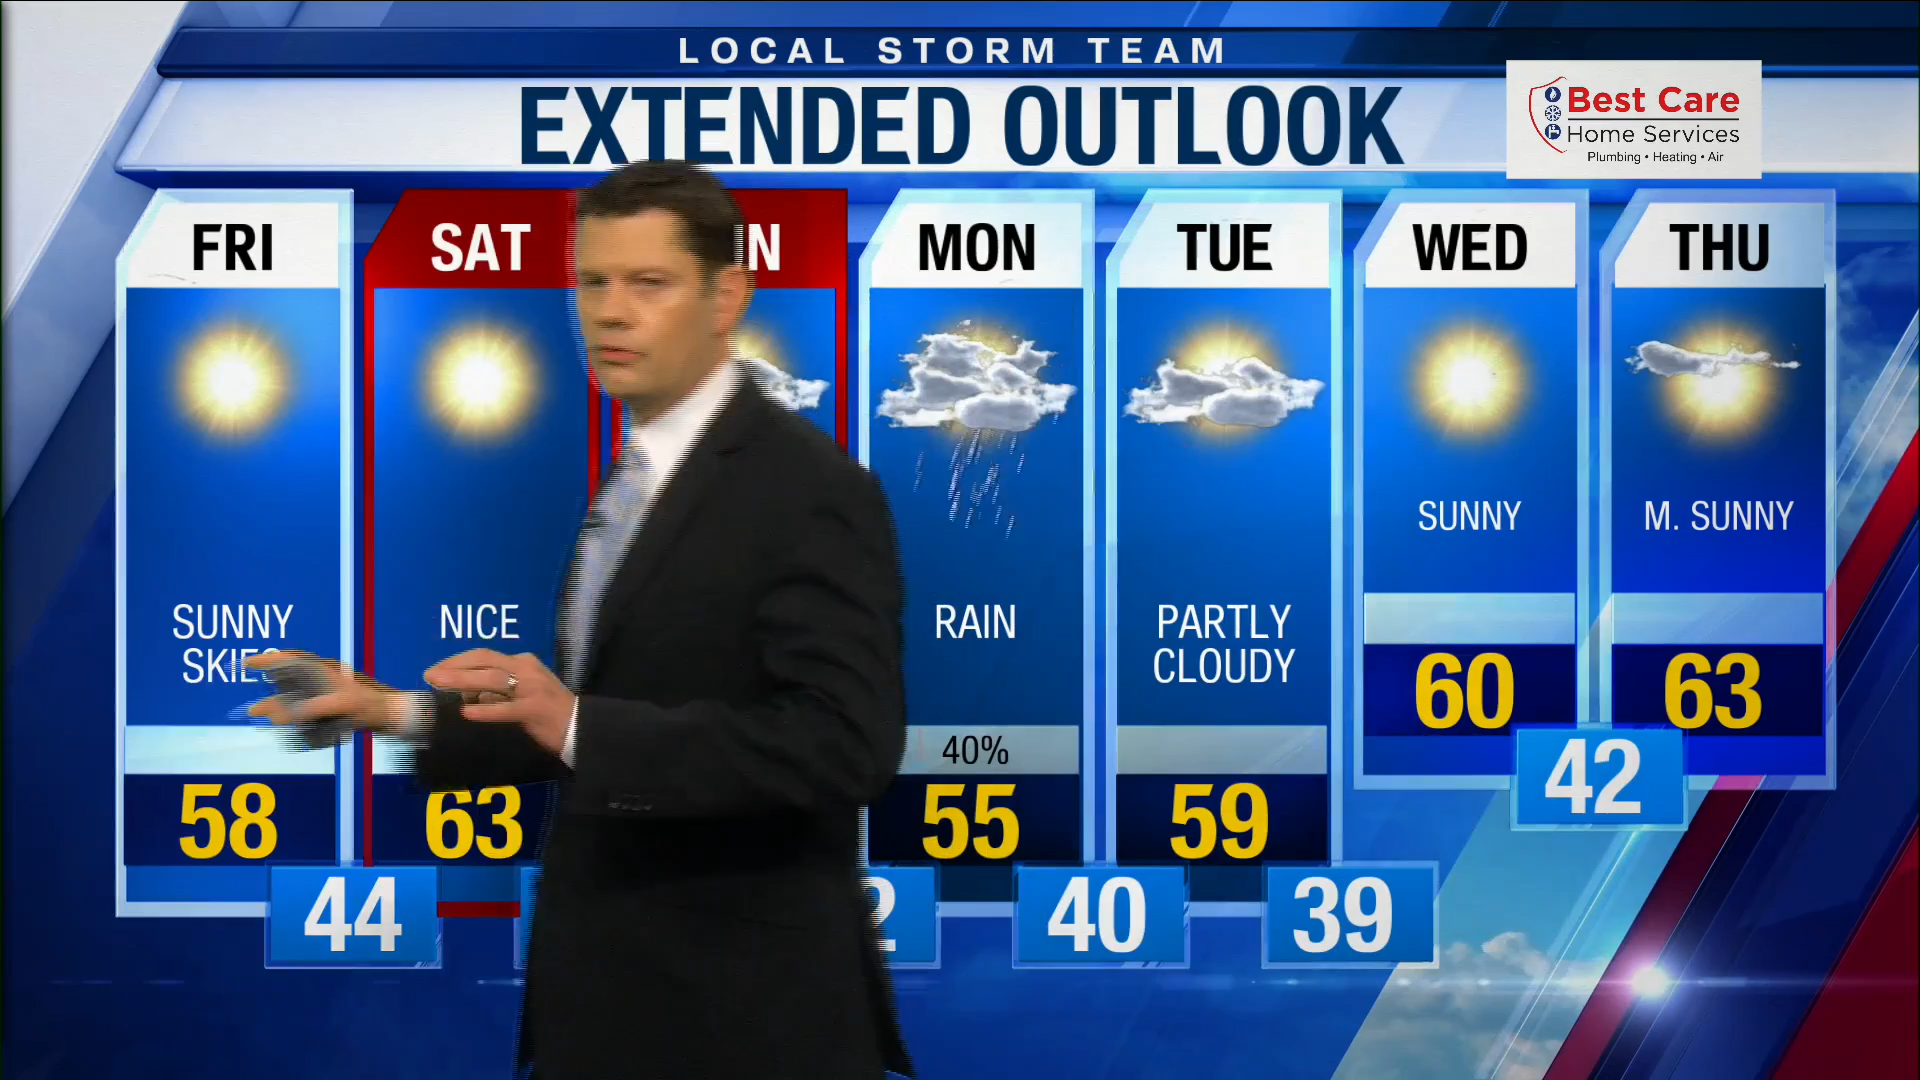 LOCAL STORM TEAM
EXTENDED OUTLOOK
Best Care
Home Services
Plumbing • Heating • Air
FRI
SAT
MON
TUE
WED
THU
SUNNY
SKIES
NICE
RAIN
PARTLY
CLOUDY
SUNNY
M. SUNNY
40%
58
63
55
59
60
63
44
40
39
42